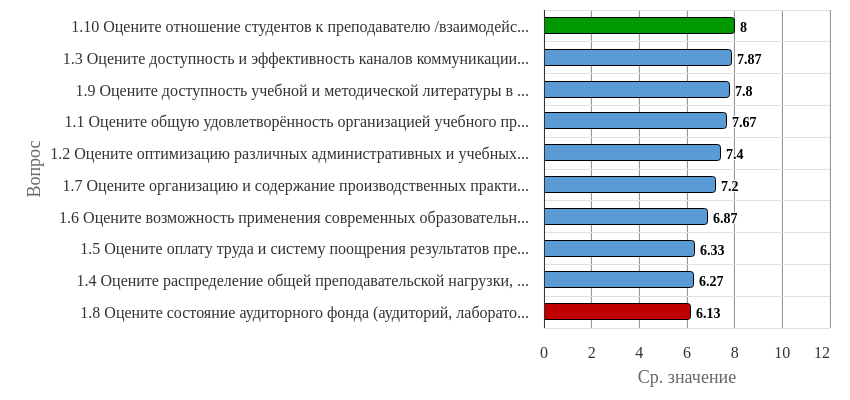 1.10 Оцените отношение студентов к преподавателю /взаимодейс... 8
1.3 Оцените доступность и эффективность каналов коммуникации... 7.87
1.9 Оцените доступность учебной и методической литературы в ... 7.8
1.1 Оцените общую удовлетворённость организацией учебного пр... 7.67
1.2 Оцените оптимизацию различных административных и учебных... 7.4
1.7 Оцените организацию и содержание производственных практи... 7.2
1.6 Оцените возможность применения современных образовательн... 6.87
1.5 Оцените оплату труда и систему поощрения результатов пре... 6.33
1.4 Оцените распределение общей преподавательской нагрузки, ... 6.27
1.8 Оцените состояние аудиторного фонда (аудиторий, лаборато... 6.13
Вопрос
0 2 4 6 8 10 12
Ср. значение